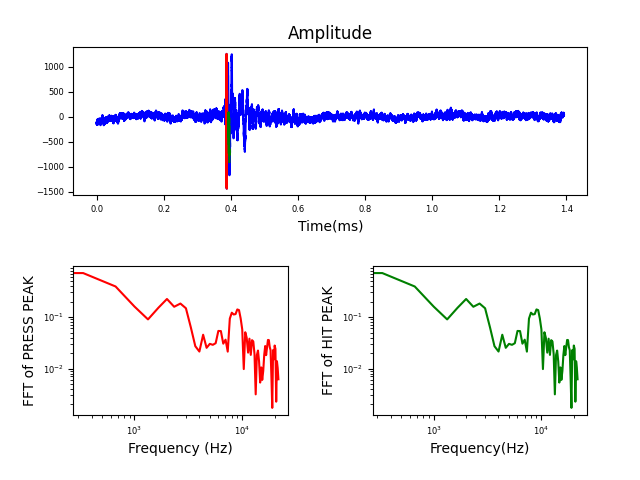 Amplitude
1000
500
0
−500
−1000
−1500
0.0 0.2 0.4 0.6 0.8 1.0 1.2 1.4
Time(ms)
FFT of PRESS PEAK
10⁻¹
10⁻²
10³ 10⁴
Frequency (Hz)
FFT of HIT PEAK
10⁻¹
10⁻²
10³ 10⁴
Frequency(Hz)